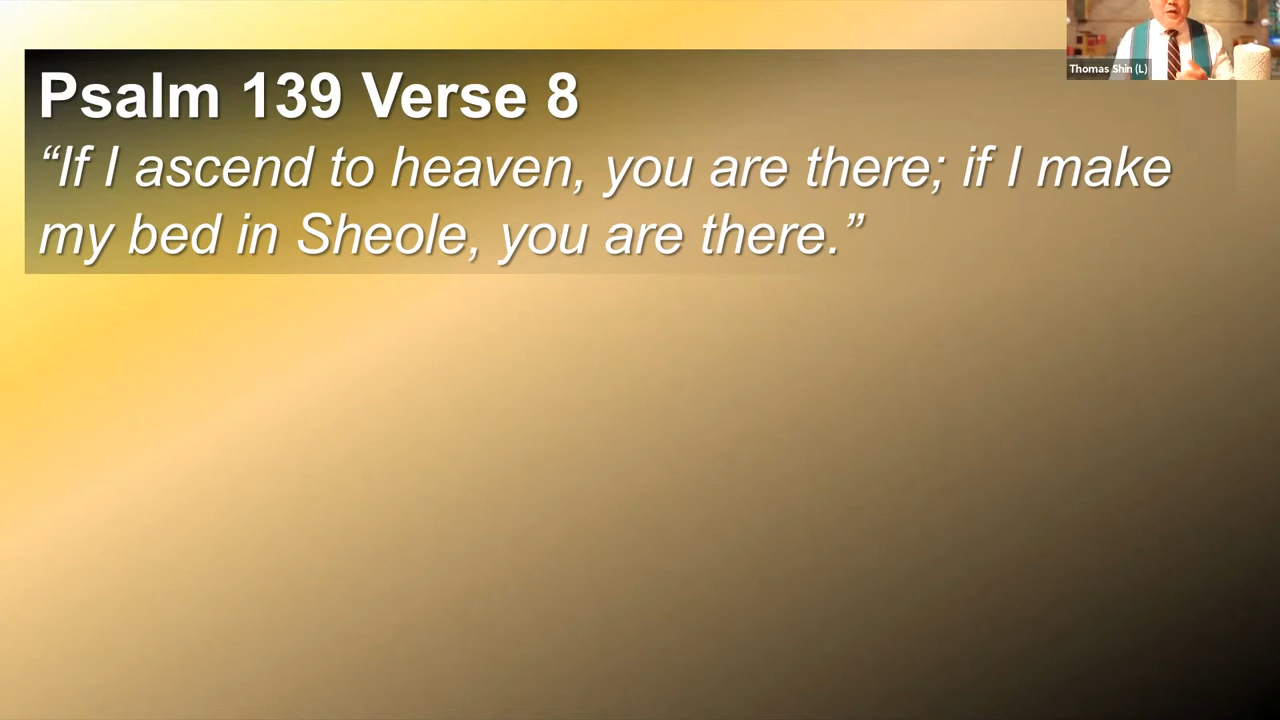 Psalm 139 Verse 8
“If I ascend to heaven, you are there; if I make
my bed in Sheole, you are there.”
Thomas Shin (L)